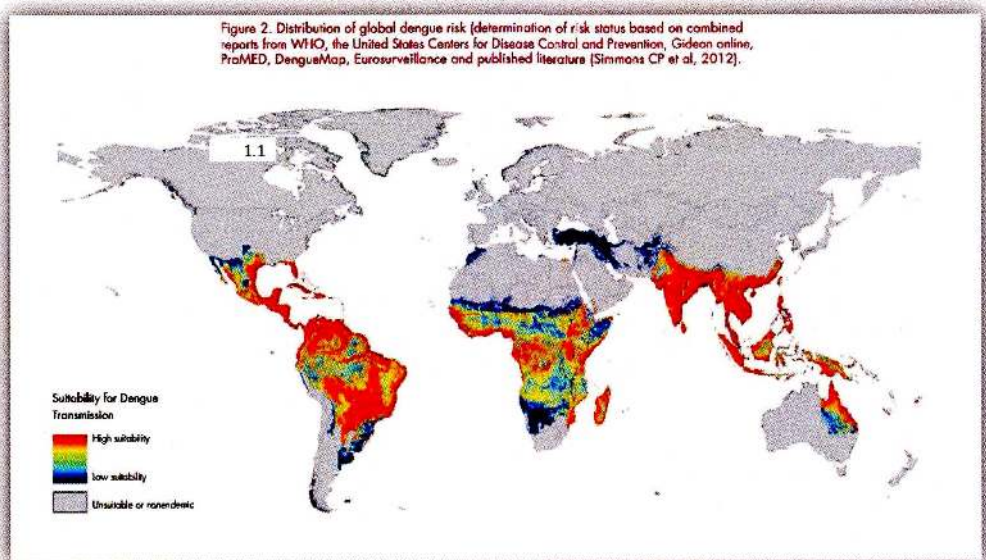 Figure 2. Distribution of global dengue risk (determination of risk status based on combined
reports from WHO, the United States Centers for Disease Control and Prevention, Gideon online,
ProMED, DengueMap, Eurosurveillance and published literature (Simmons CP et al, 2012).
1.1
Suitability for Dengue
Transmission
High suitability
Low suitability
Unsuitable or nonendemic